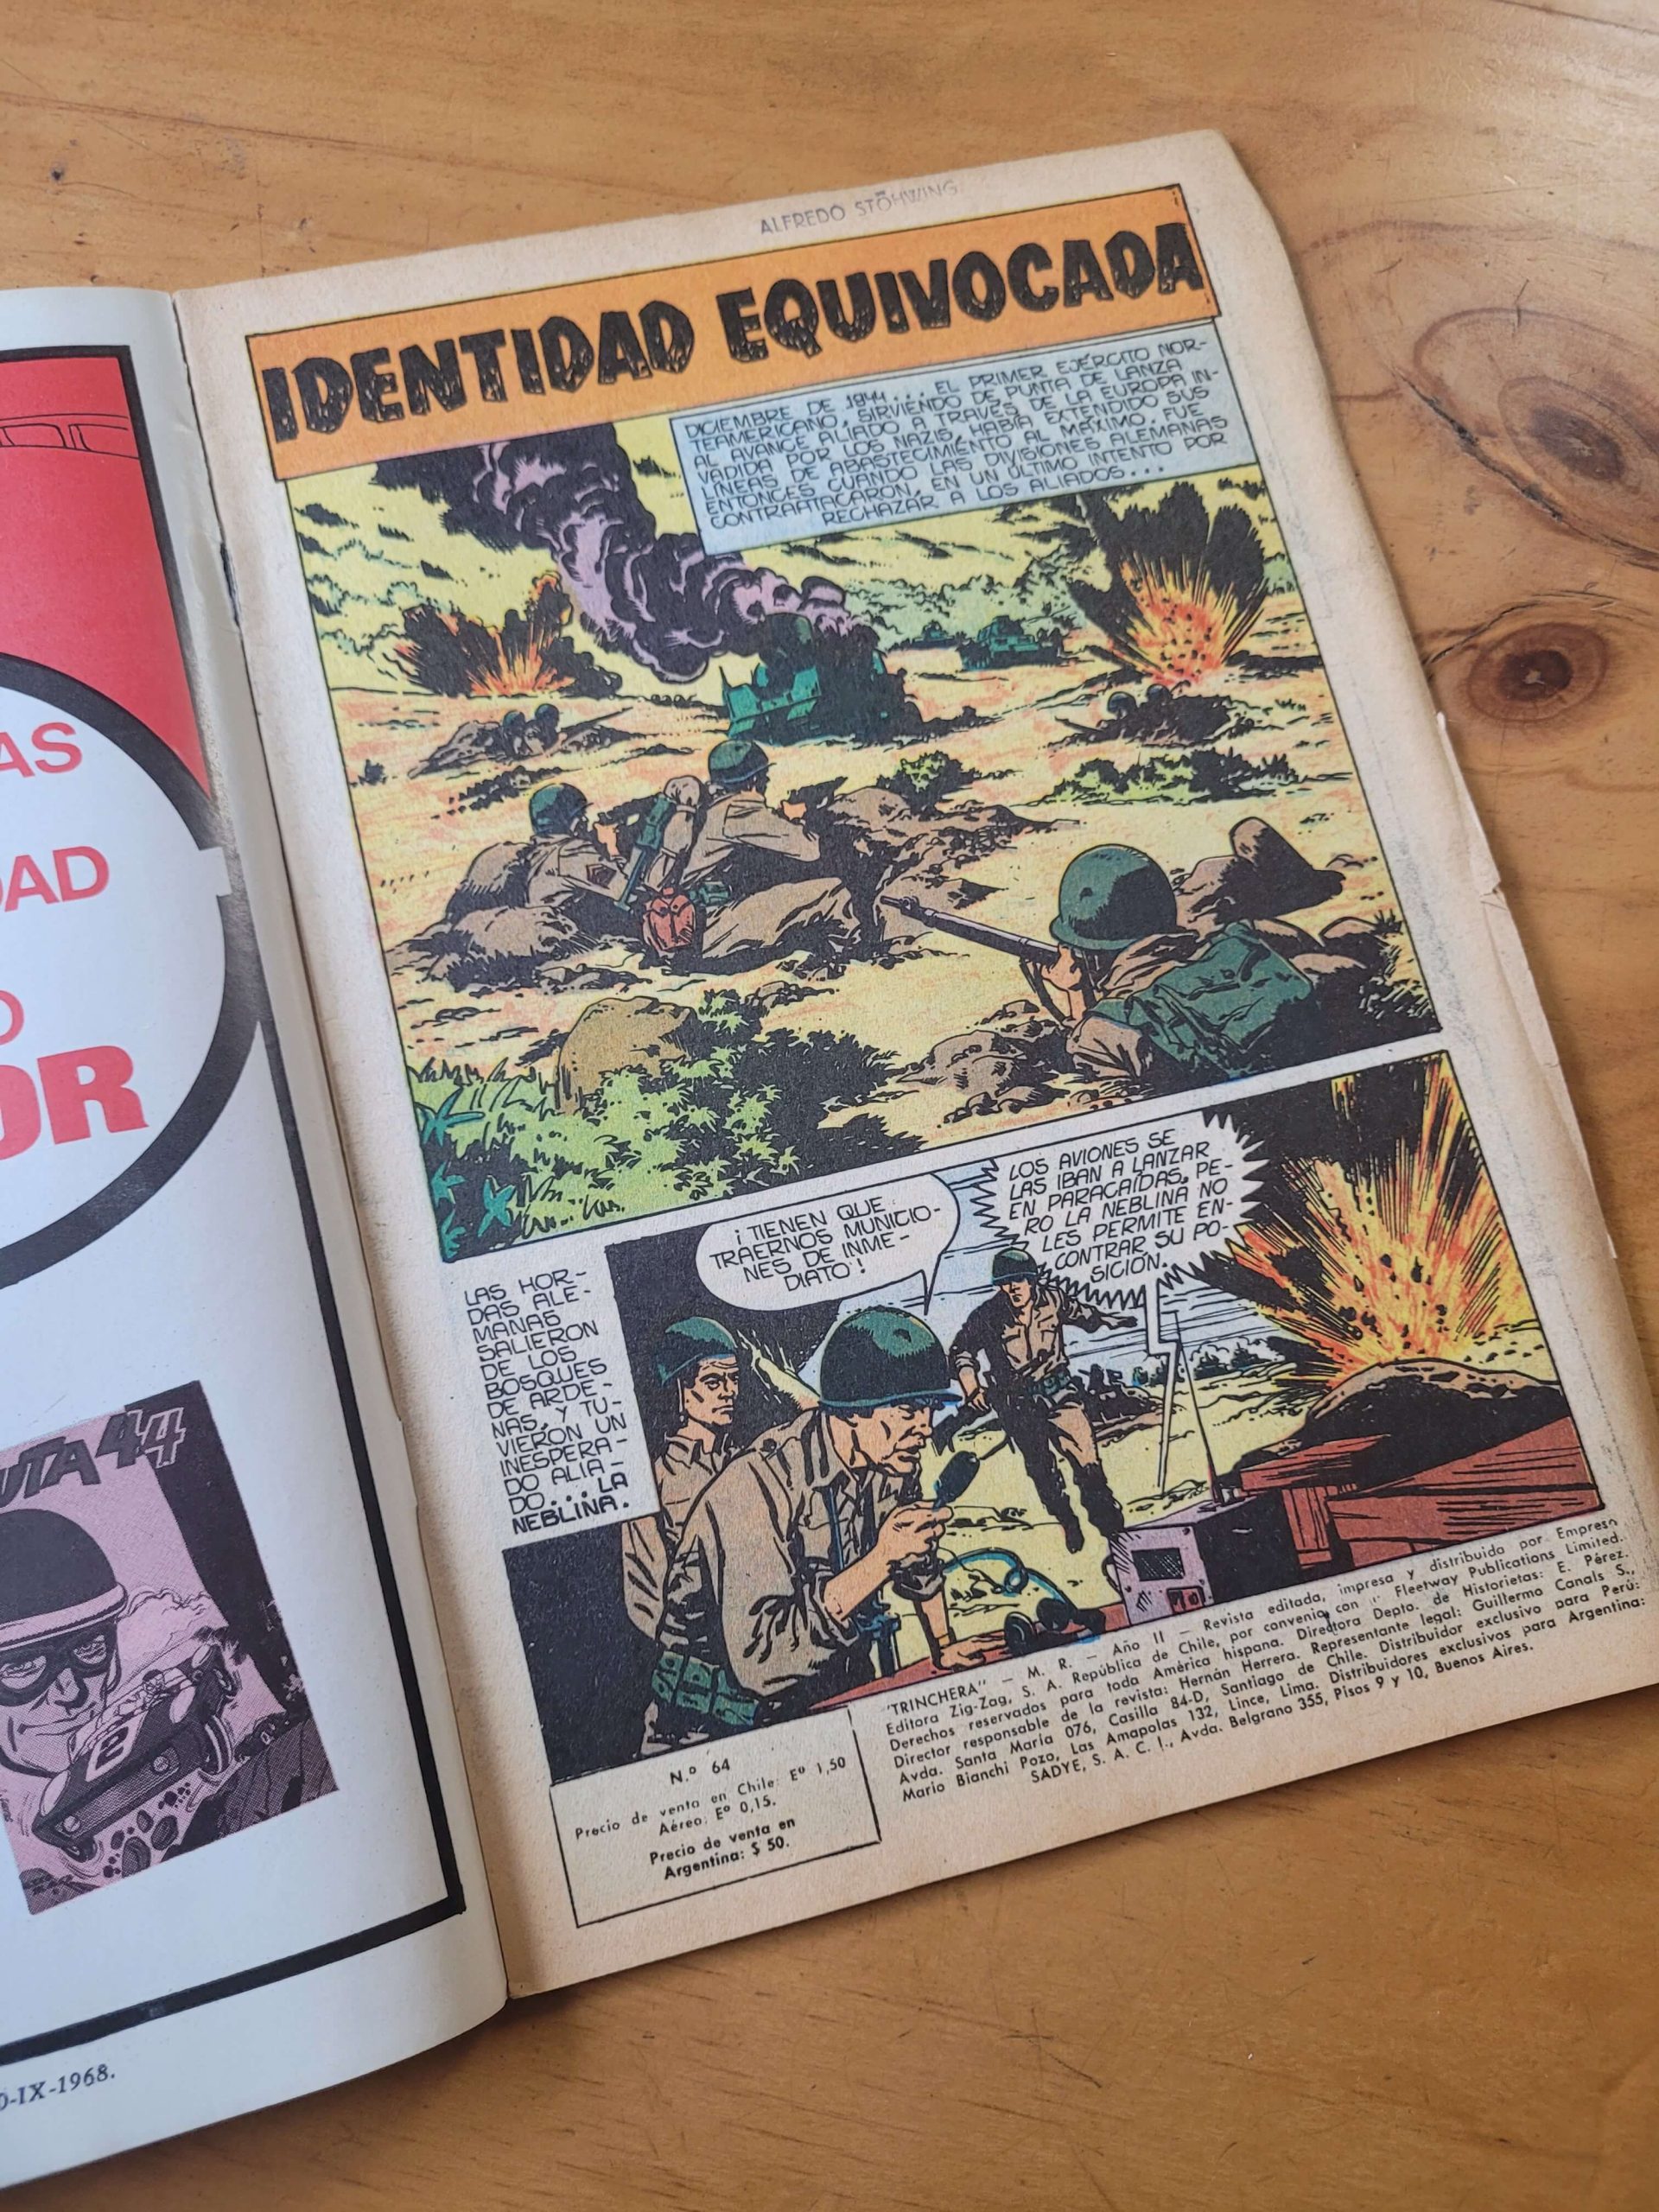 AS
DAD
O
OR
UTA 44
2
0-IX-1968.
ALFREDO STÖHWING
IDENTIDAD EQUIVOCADA
DICIEMBRE DE 1944... EL PRIMER EJÉRCITO NOR-
TEAMERICANO, SIRVIENDO DE PUNTA DE LANZA
AL AVANCE ALIADO A TRAVÉS DE LA EUROPA IN-
VADIDA POR LOS NAZIS, HABÍA EXTENDIDO SUS
LÍNEAS DE ABASTECIMIENTO AL MÁXIMO. FUE
ENTONCES CUANDO LAS DIVISIONES ALEMANAS
CONTRAATACARON, EN UN ÚLTIMO INTENTO POR
RECHAZAR A LOS ALIADOS...
LAS HOR-
DAS ALE-
MANAS
SALIERON
DE LOS
BOSQUES
DE ARDE-
NAS, Y TU-
VIERON UN
INESPERA-
DO ALIA-
DO... LA
NEBLINA.
¡TIENEN QUE
TRAERNOS MUNICIO-
NES DE INME-
DIATO!
LOS AVIONES SE
LAS IBAN A LANZAR
EN PARACAÍDAS, PE-
RO LA NEBLINA NO
LES PERMITE EN-
CONTRAR SU PO-
SICIÓN.
N.º 64
Precio de venta en Chile: Eº 1,50
Aéreo: Eº 0,15.
Precio de venta en
Argentina: $ 50.
"TRINCHERA" — M. R. — Año II — Revista editada, impresa y distribuida por Empresa
Editora Zig-Zag, S. A. República de Chile, por convenio con Fleetway Publications Limited.
Derechos reservados para toda América hispana. Directora Depto. de Historietas: E. Pérez.
Director responsable de la revista: Hernán Herrera. Representante legal: Guillermo Canals S.,
Avda. Santa María 076, Casilla 84-D, Santiago de Chile. Distribuidor exclusivo para Perú:
Mario Bianchi Pozo, Las Amapolas 132, Lince, Lima. Distribuidores exclusivos para Argentina:
SADYE, S. A. C. I., Avda. Belgrano 355, Pisos 9 y 10, Buenos Aires.